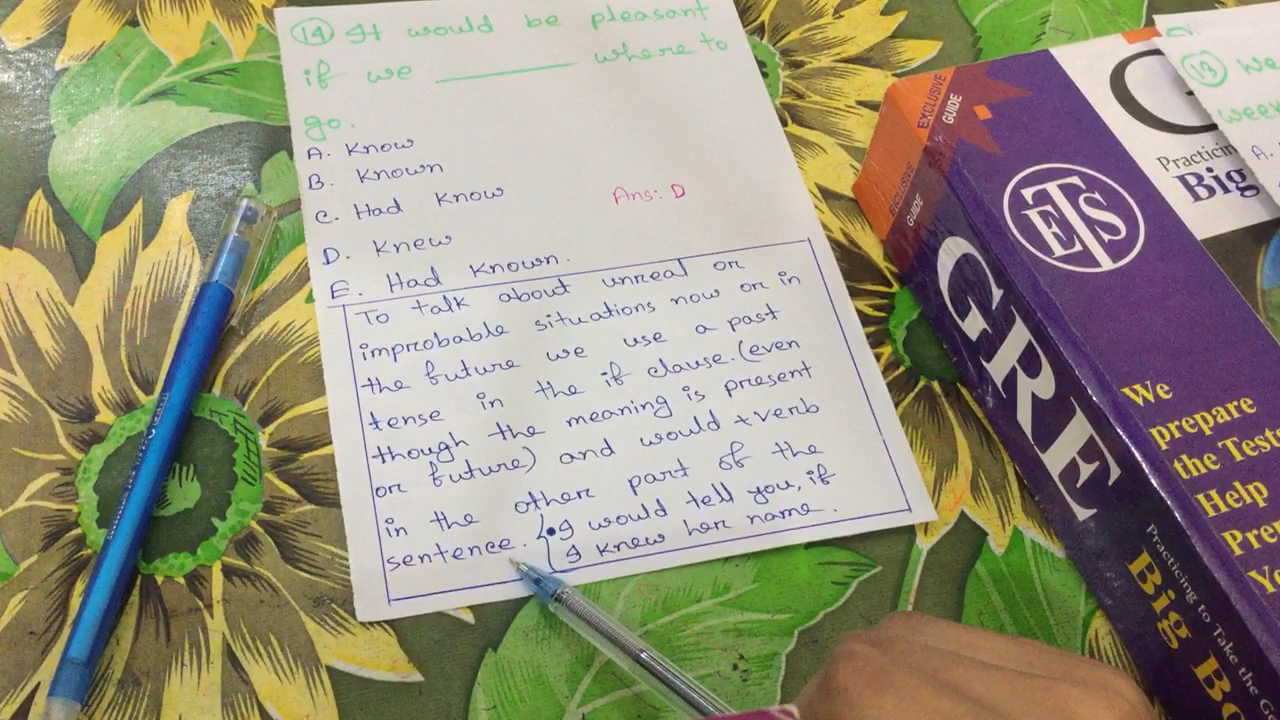 14 It would be pleasant
if we ________ where to
go.
A. Know
B. Known
C. Had Know
D. Knew
E. Had Known.
Ans: D
To talk about unreal or
improbable situations now or in
the future we use a past
tense in the if clause. (even
though the meaning is present
or future) and would + verb
in the other part of the
sentence.
• I would tell you, if
I knew her name.
EXCLUSIVE
GUIDE
EXCLUSIVE
GUIDE
ETS
GRE
Practicing to Take the G
Big Bo
We
prepare
the Tests
Help
Pre
Yo
G
Practicin
Big
13 We
week
A.